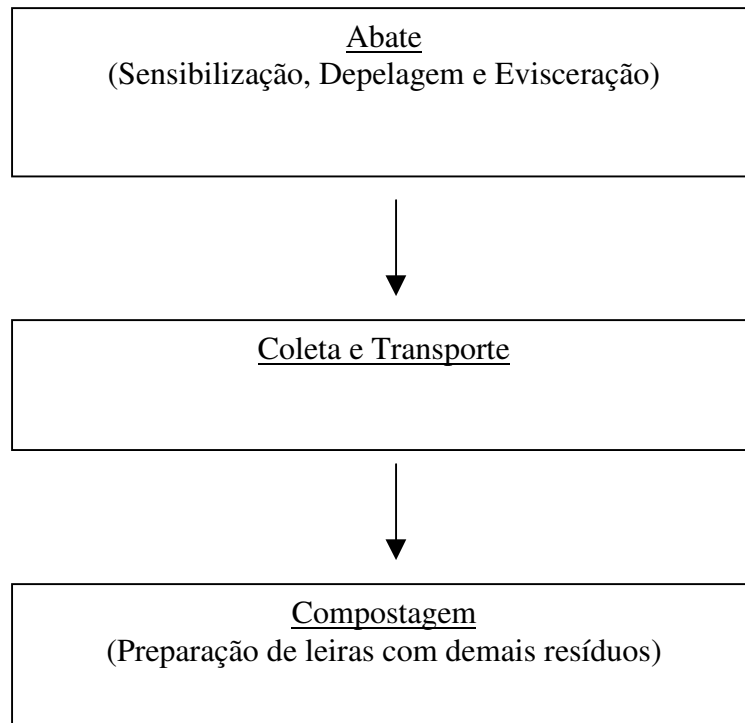 Abate
(Sensibilização, Depelagem e Evisceração)
Coleta e Transporte
Compostagem
(Preparação de leiras com demais resíduos)